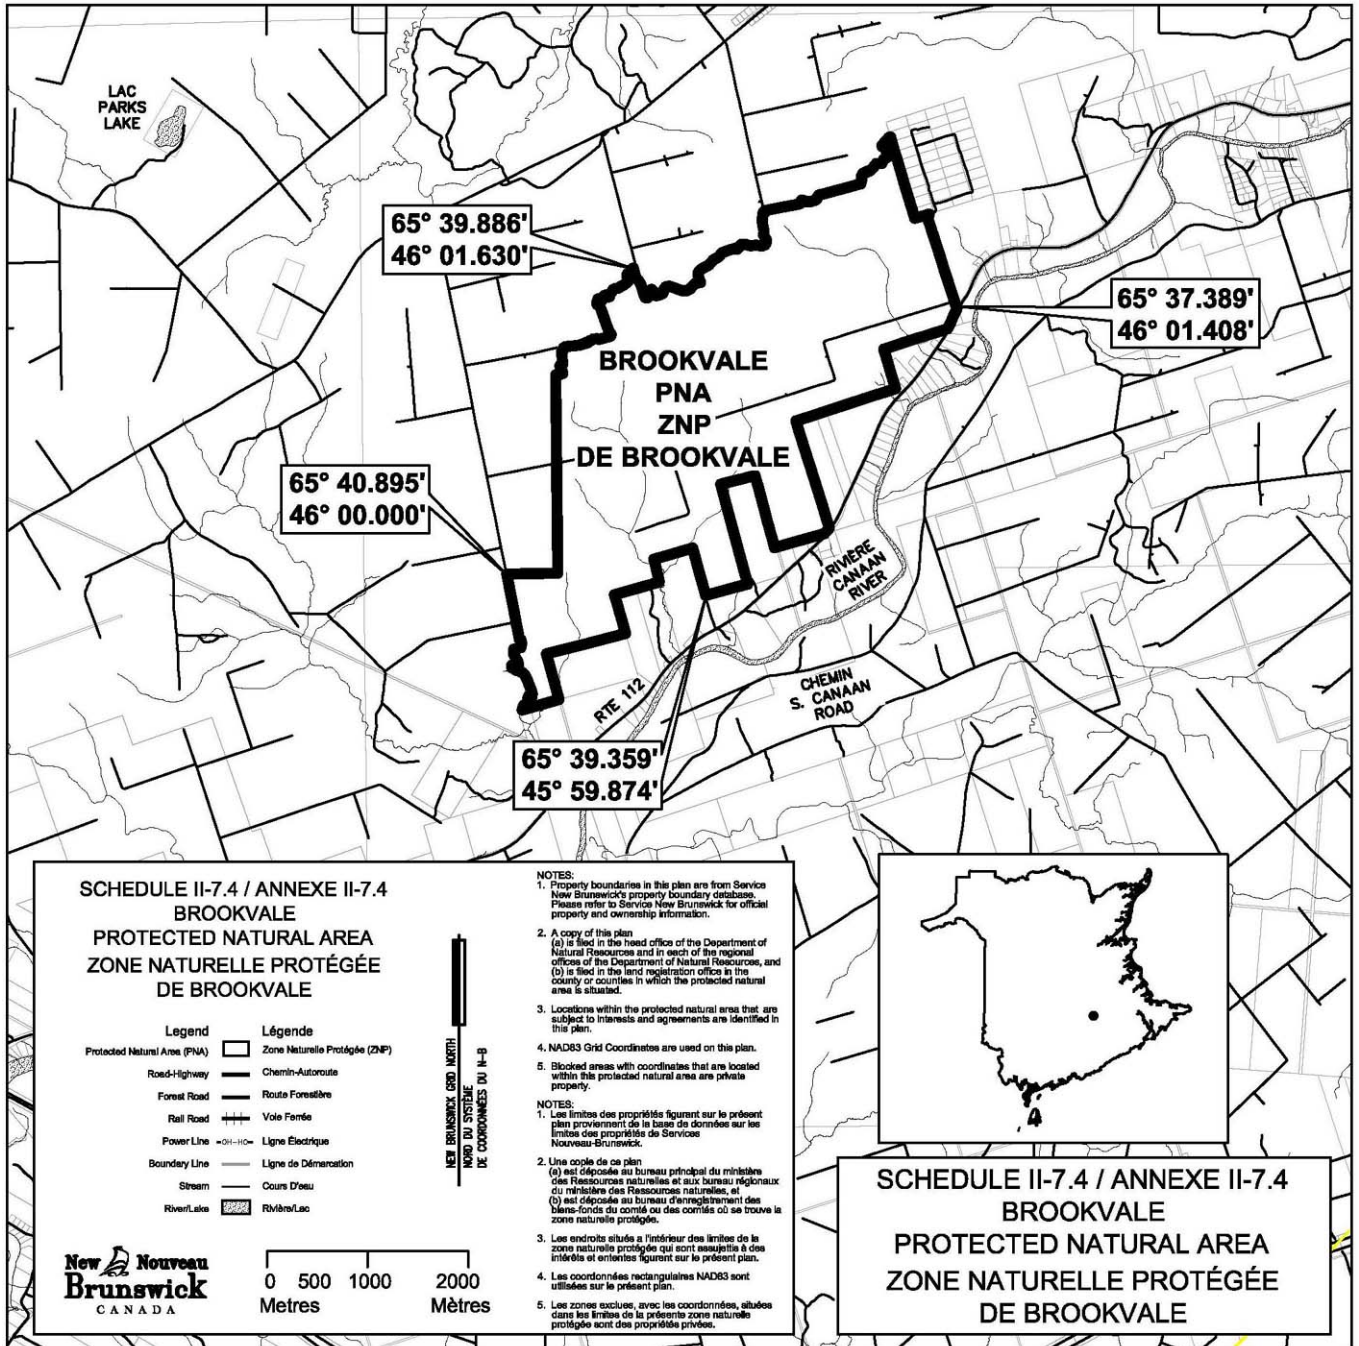 LAC
PARKS
LAKE
65° 39.886'
46° 01.630'
65° 37.389'
46° 01.408'
BROOKVALE
PNA
ZNP
DE BROOKVALE
65° 40.895'
46° 00.000'
RIVIÈRE
CANAAN
RIVER
CHEMIN
S. CANAAN
ROAD
RTE 112
65° 39.359'
45° 59.874'
SCHEDULE II-7.4 / ANNEXE II-7.4
BROOKVALE
PROTECTED NATURAL AREA
ZONE NATURELLE PROTÉGÉE
DE BROOKVALE
Legend Légende
Protected Natural Area (PNA) Zone Naturelle Protégée (ZNP)
Road-Highway Chemin-Autoroute
Forest Road Route Forestière
Rail Road Voie Ferrée
Power Line OH-HO Ligne Électrique
Boundary Line Ligne de Démarcation
Stream Cours D'eau
River/Lake Rivière/Lac
NEW BRUNSWICK GRID NORTH
NORD DU SYSTÈME
DE COORDONNÉES DU N-B
New Nouveau
Brunswick
CANADA
0 500 1000 2000
Metres Mètres
NOTES:
1. Property boundaries in this plan are from Service
New Brunswick's property boundary database.
Please refer to Service New Brunswick for official
property and ownership information.
2. A copy of this plan
(a) is filed in the head office of the Department of
Natural Resources and in each of the regional
offices of the Department of Natural Resources, and
(b) is filed in the land registration office in the
county or counties in which the protected natural
area is situated.
3. Locations within the protected natural area that are
subject to interests and agreements are identified in
this plan.
4. NAD83 Grid Coordinates are used on this plan.
5. Blocked areas with coordinates that are located
within this protected natural area are private
property.
NOTES:
1. Les limites des propriétés figurant sur le présent
plan proviennent de la base de données sur les
limites des propriétés de Services
Nouveau-Brunswick.
2. Une copie de ce plan
(a) est déposée au bureau principal du ministère
des Ressources naturelles et aux bureau régionaux
du ministère des Ressources naturelles, et
(b) est déposée au bureau d'enregistrement des
biens-fonds du comté ou des comtés où se trouve la
zone naturelle protégée.
3. Les endroits situés a l'intérieur des limites de la
zone naturelle protégée qui sont assujettis à des
intérêts et ententes figurent sur le présent plan.
4. Les coordonnées rectangulaires NAD83 sont
utilisées sur le présent plan.
5. Les zones exclues, avec les coordonnées, situées
dans les limites de la présente zone naturelle
protégée sont des propriétés privées.
SCHEDULE II-7.4 / ANNEXE II-7.4
BROOKVALE
PROTECTED NATURAL AREA
ZONE NATURELLE PROTÉGÉE
DE BROOKVALE